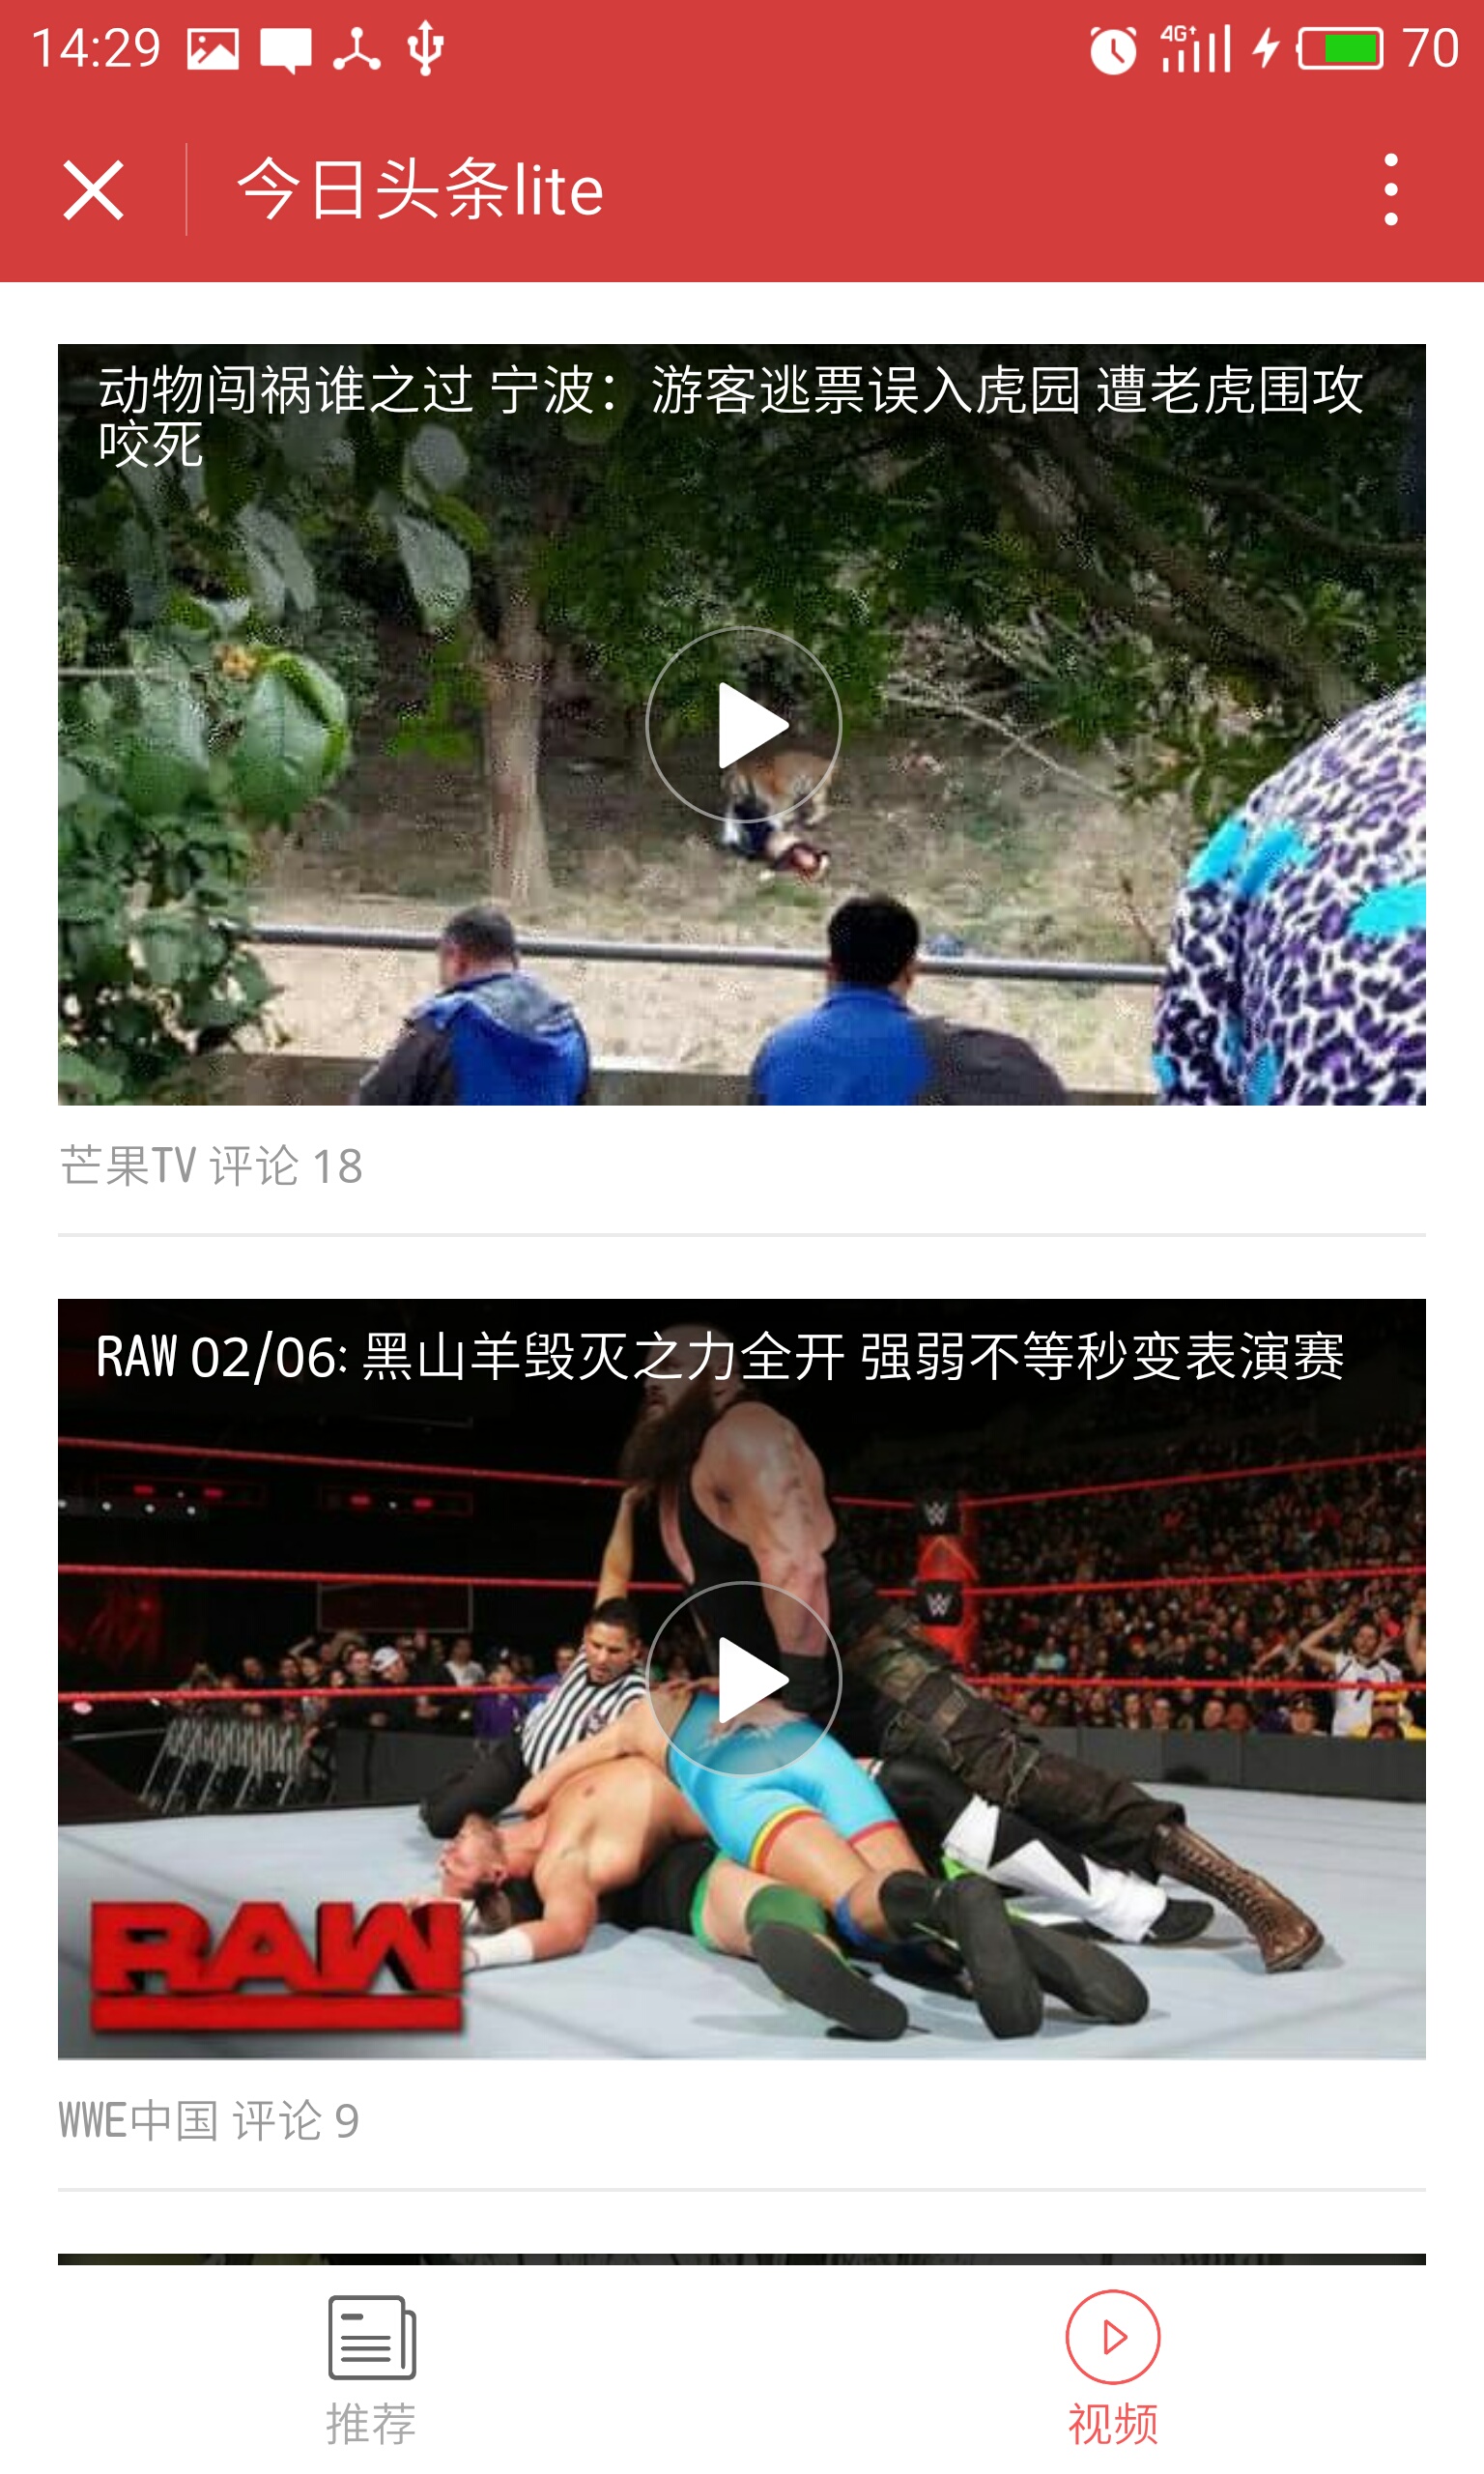 14:29
4G+
70
今日头条lite
动物闯祸谁之过 宁波：游客逃票误入虎园 遭老虎围攻
咬死
芒果TV 评论 18
RAW 02/06: 黑山羊毁灭之力全开 强弱不等秒变表演赛
W
W
RAW
WWE中国 评论 9
推荐
视频